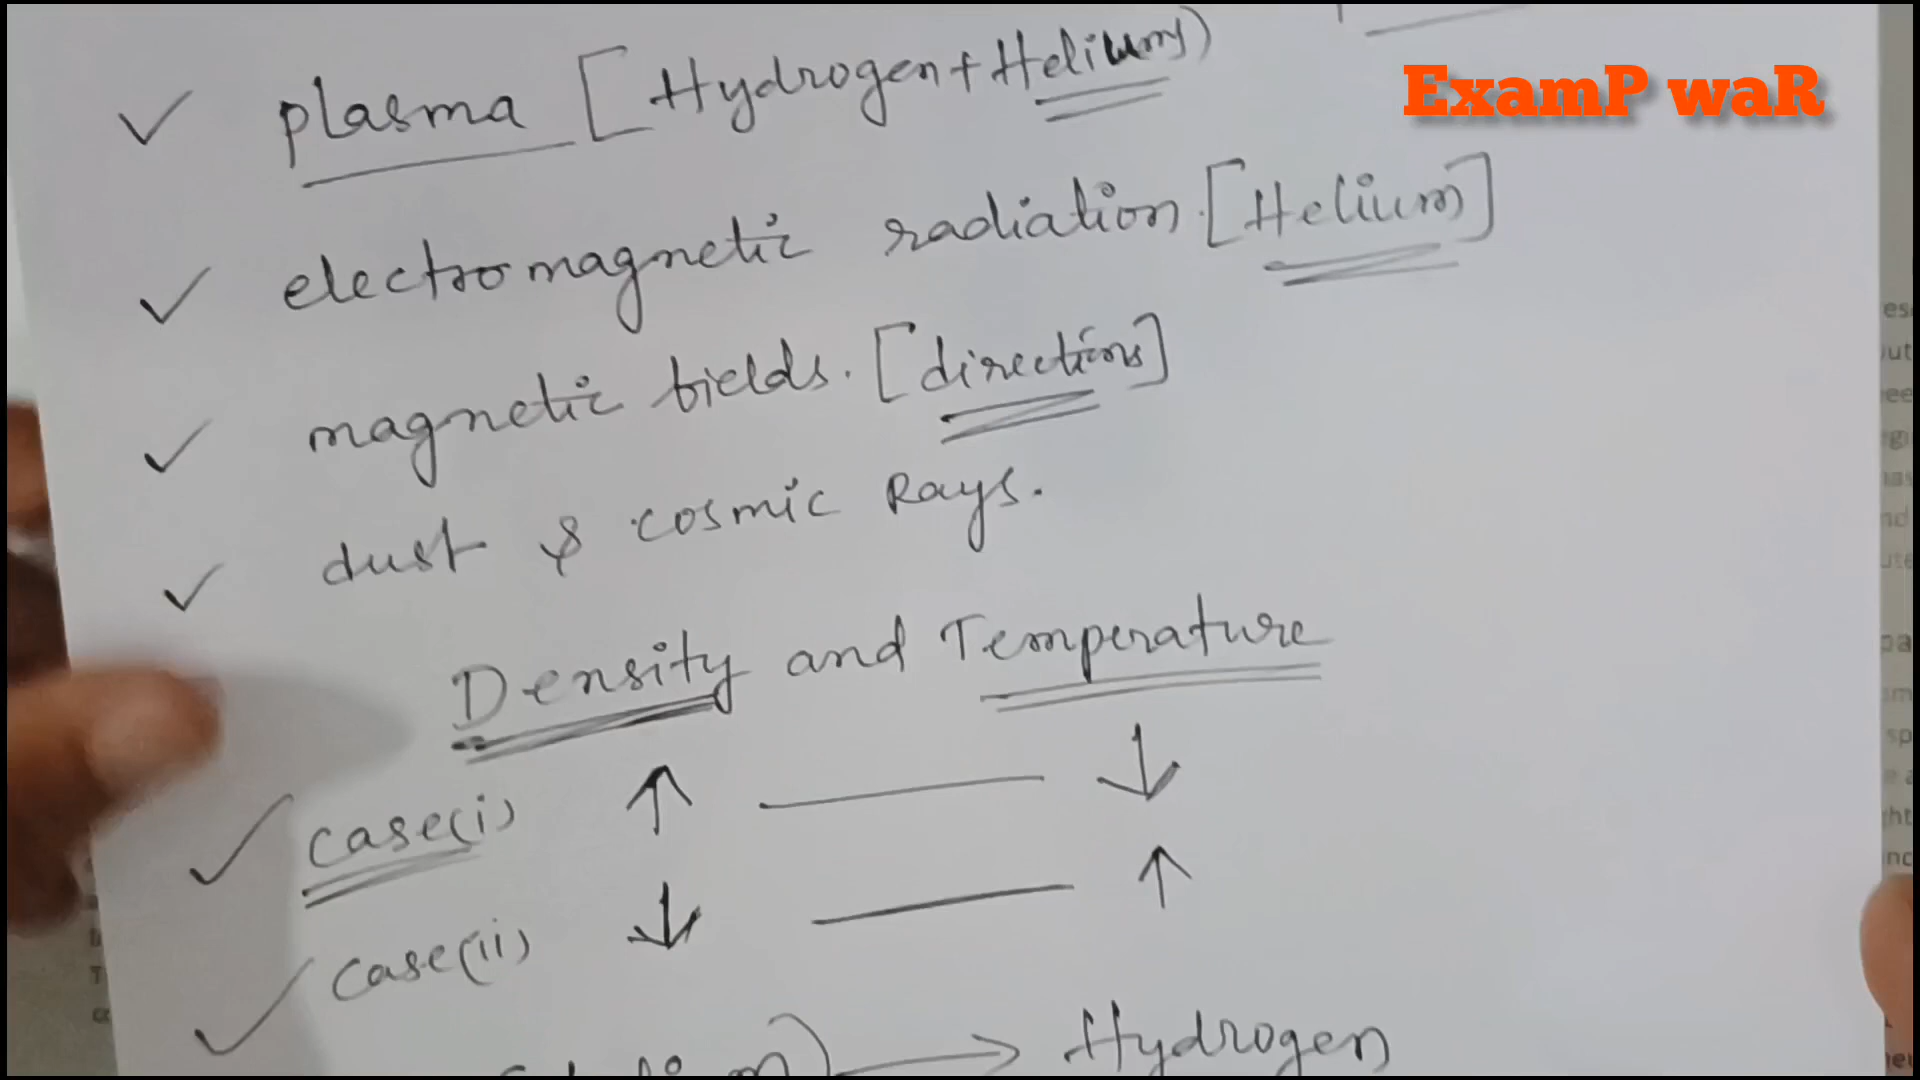 ExamP waR
plasma [Hydrogen + Helium)
electromagnetic radiation. [Helium]
magnetic fields. [directions]
dust & cosmic Rays.
Density and Temperature
case(i) ↑ — ↓
case(ii) ↓ — ↑
→ Hydrogen